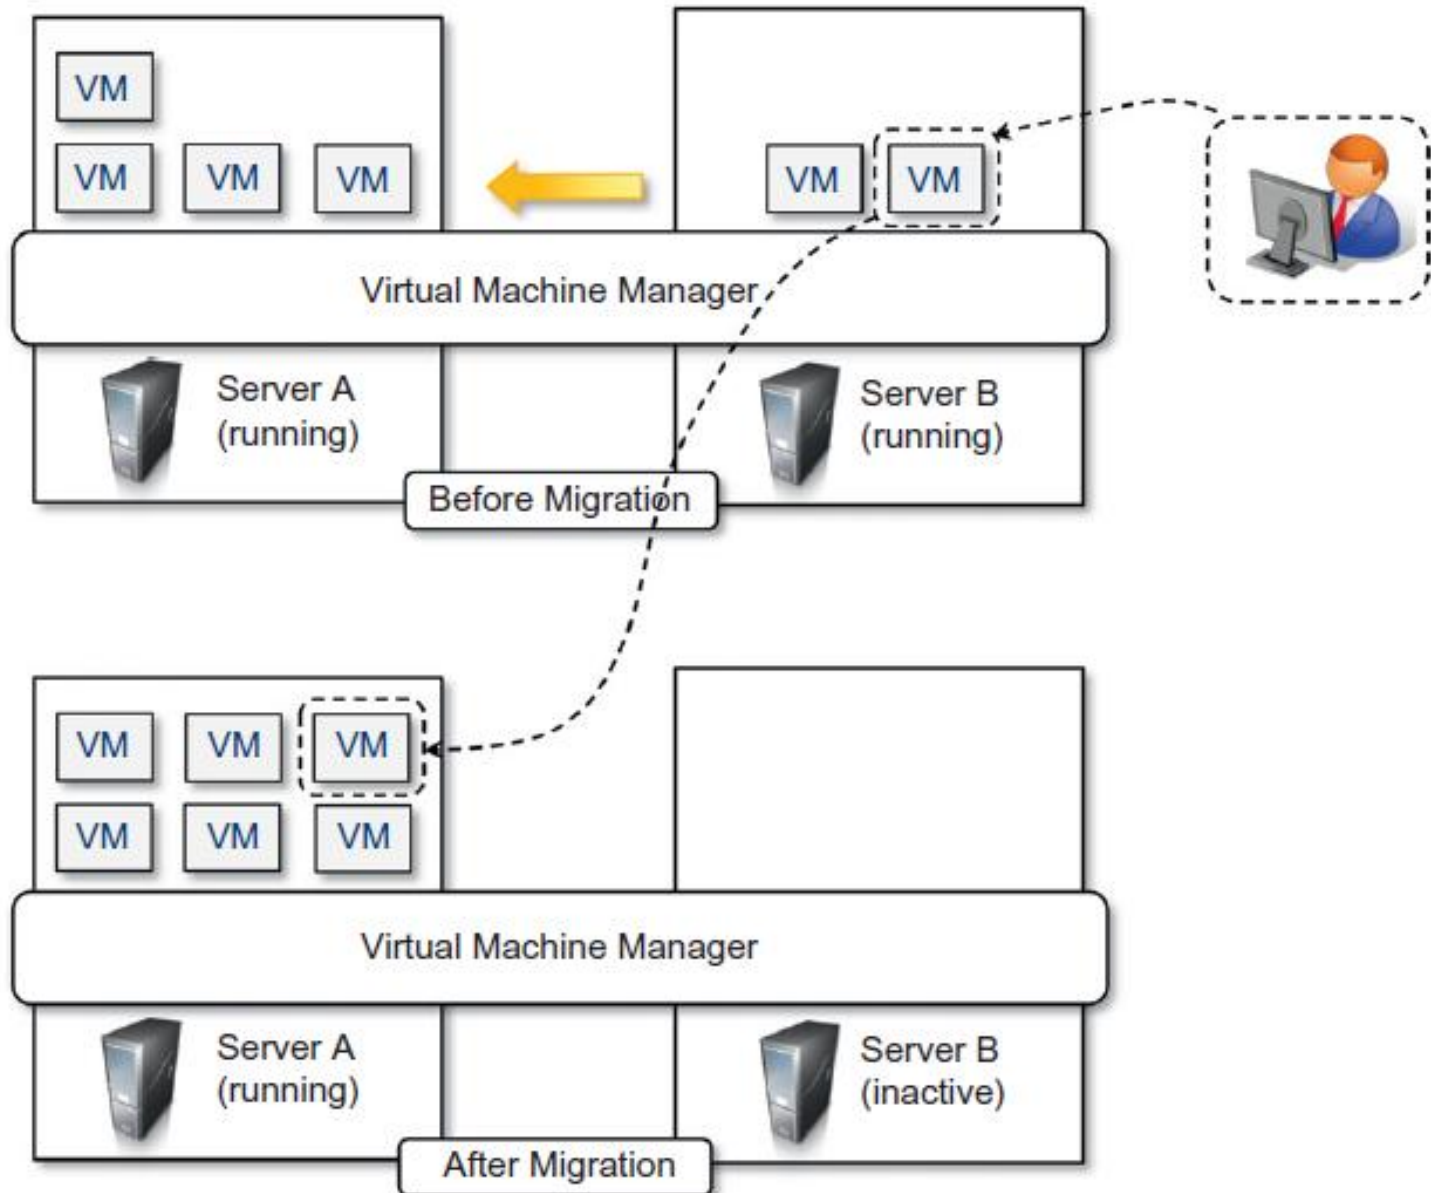 VM
VM VM VM VM VM
Virtual Machine Manager
Server A
(running)
Server B
(running)
Before Migration
VM VM VM
VM VM VM
Virtual Machine Manager
Server A
(running)
Server B
(inactive)
After Migration